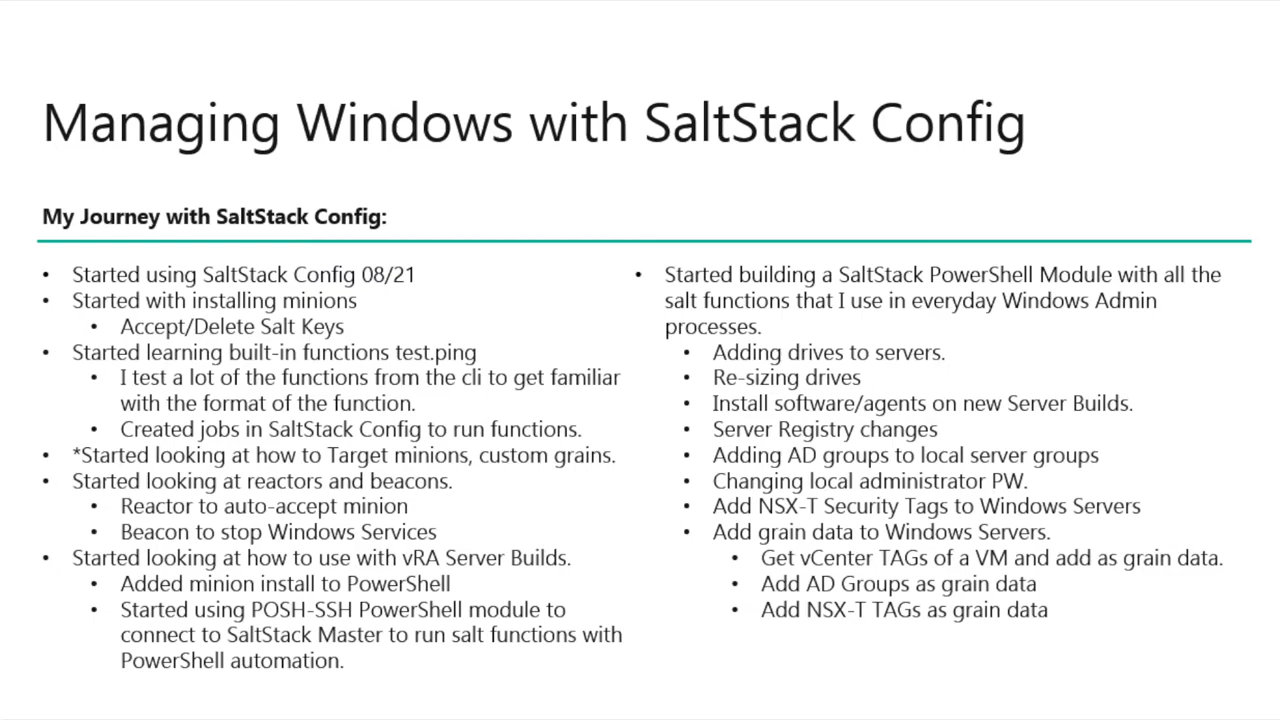 Managing Windows with SaltStack Config
My Journey with SaltStack Config:
• Started using SaltStack Config 08/21
• Started with installing minions
• Accept/Delete Salt Keys
• Started learning built-in functions test.ping
• I test a lot of the functions from the cli to get familiar
with the format of the function.
• Created jobs in SaltStack Config to run functions.
• *Started looking at how to Target minions, custom grains.
• Started looking at reactors and beacons.
• Reactor to auto-accept minion
• Beacon to stop Windows Services
• Started looking at how to use with vRA Server Builds.
• Added minion install to PowerShell
• Started using POSH-SSH PowerShell module to
connect to SaltStack Master to run salt functions with
PowerShell automation.
• Started building a SaltStack PowerShell Module with all the
salt functions that I use in everyday Windows Admin
processes.
• Adding drives to servers.
• Re-sizing drives
• Install software/agents on new Server Builds.
• Server Registry changes
• Adding AD groups to local server groups
• Changing local administrator PW.
• Add NSX-T Security Tags to Windows Servers
• Add grain data to Windows Servers.
• Get vCenter TAGs of a VM and add as grain data.
• Add AD Groups as grain data
• Add NSX-T TAGs as grain data